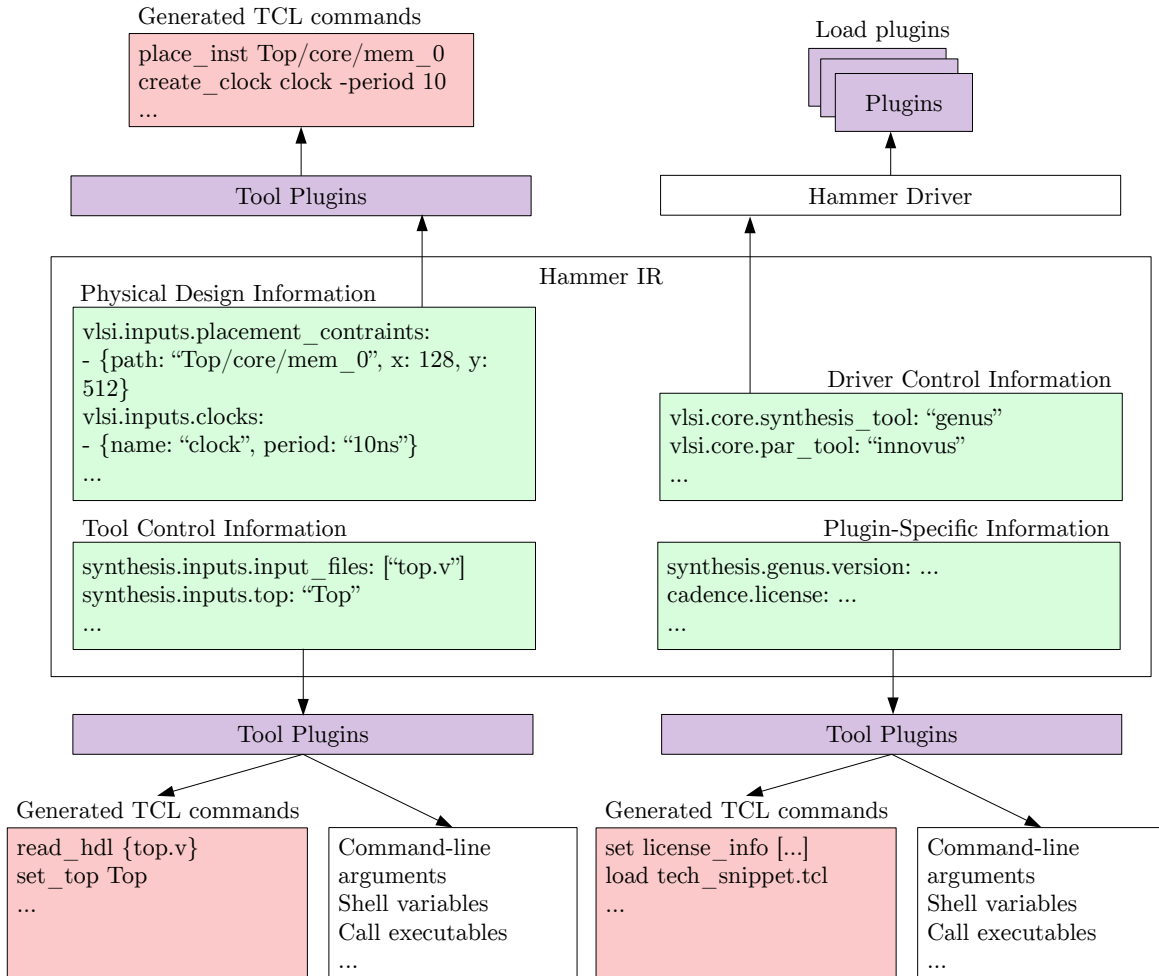 Generated TCL commands
place_inst Top/core/mem_0
create_clock clock -period 10
...
Load plugins
Plugins
Tool Plugins
Hammer Driver
Hammer IR
Physical Design Information
vlsi.inputs.placement_contraints:
- {path: “Top/core/mem_0”, x: 128, y:
512}
vlsi.inputs.clocks:
- {name: “clock”, period: “10ns”}
...
Driver Control Information
vlsi.core.synthesis_tool: “genus”
vlsi.core.par_tool: “innovus”
...
Tool Control Information
synthesis.inputs.input_files: [“top.v”]
synthesis.inputs.top: “Top”
...
Plugin-Specific Information
synthesis.genus.version: ...
cadence.license: ...
...
Tool Plugins
Tool Plugins
Generated TCL commands
read_hdl {top.v}
set_top Top
...
Command-line
arguments
Shell variables
Call executables
...
Generated TCL commands
set license_info [...]
load tech_snippet.tcl
...
Command-line
arguments
Shell variables
Call executables
...